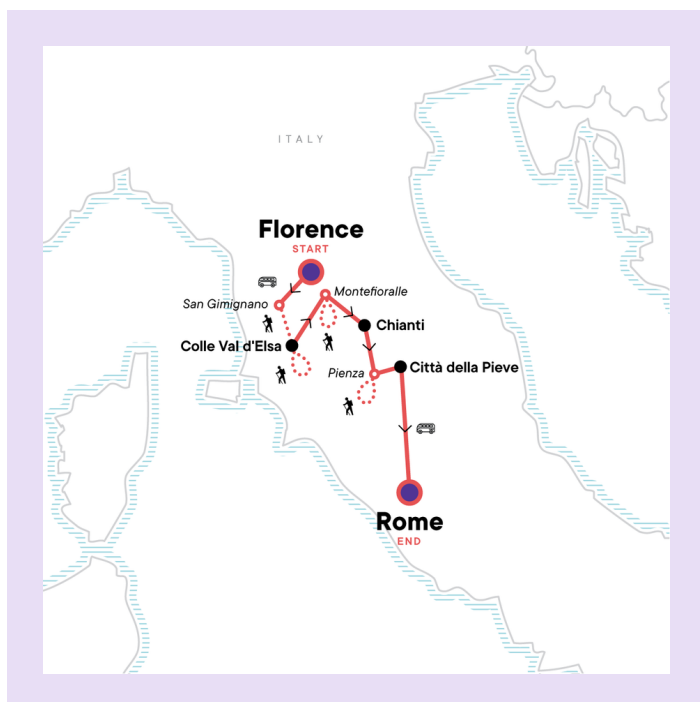 ITALY
Florence
START
Montefioralle
San Gimignano
Chianti
Colle Val d'Elsa
Pienza
Città della Pieve
Rome
END